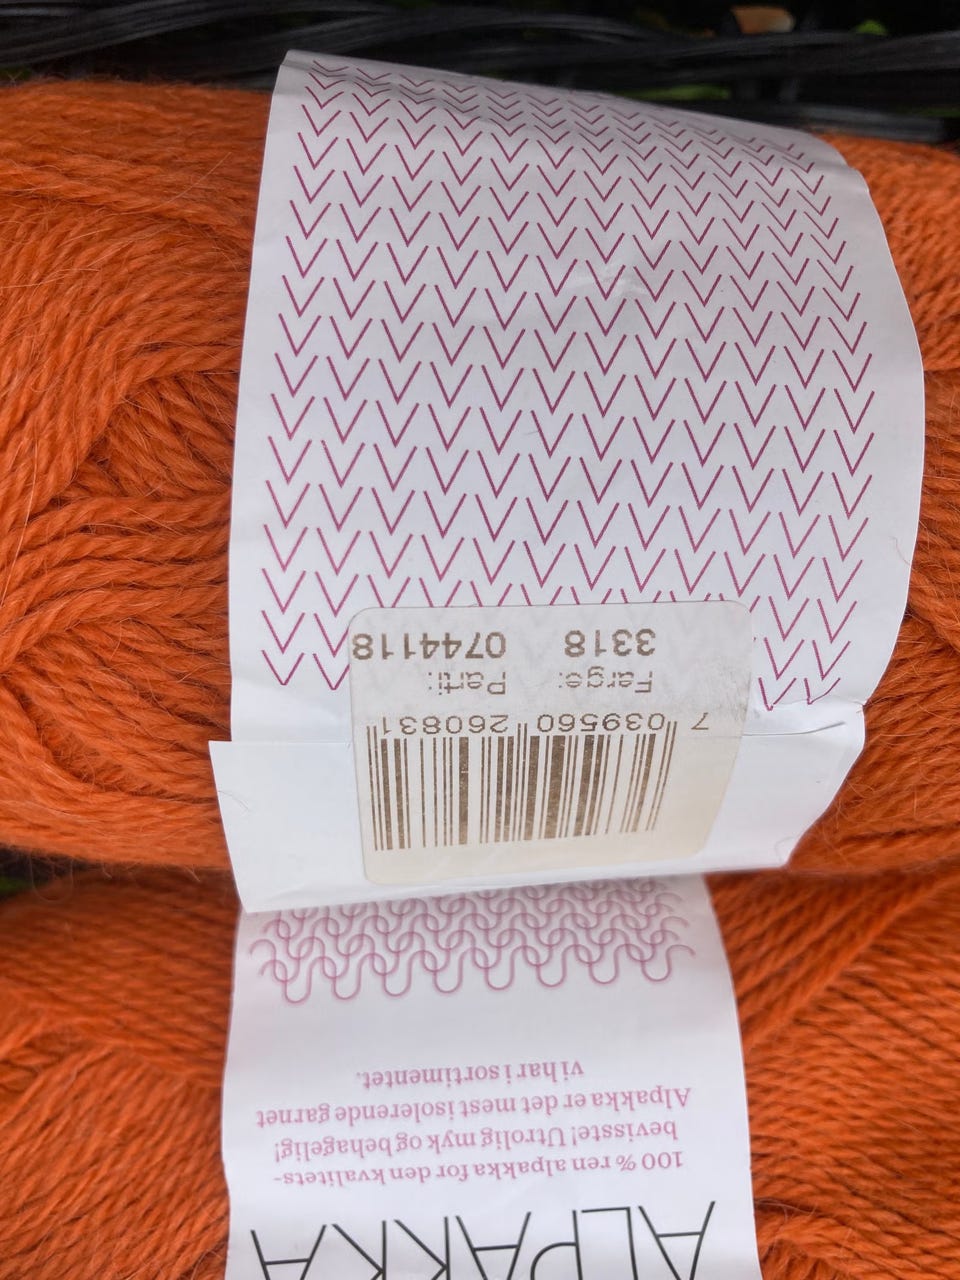 ALPAKKA
100 % ren alpakka for den kvalitets-
bevisste! Utrolig myk og behagelig!
Alpakka er det mest isolerende garnet
vi har i sortimentet.
7 039560 260831
Farge: Parti:
3318 0744118